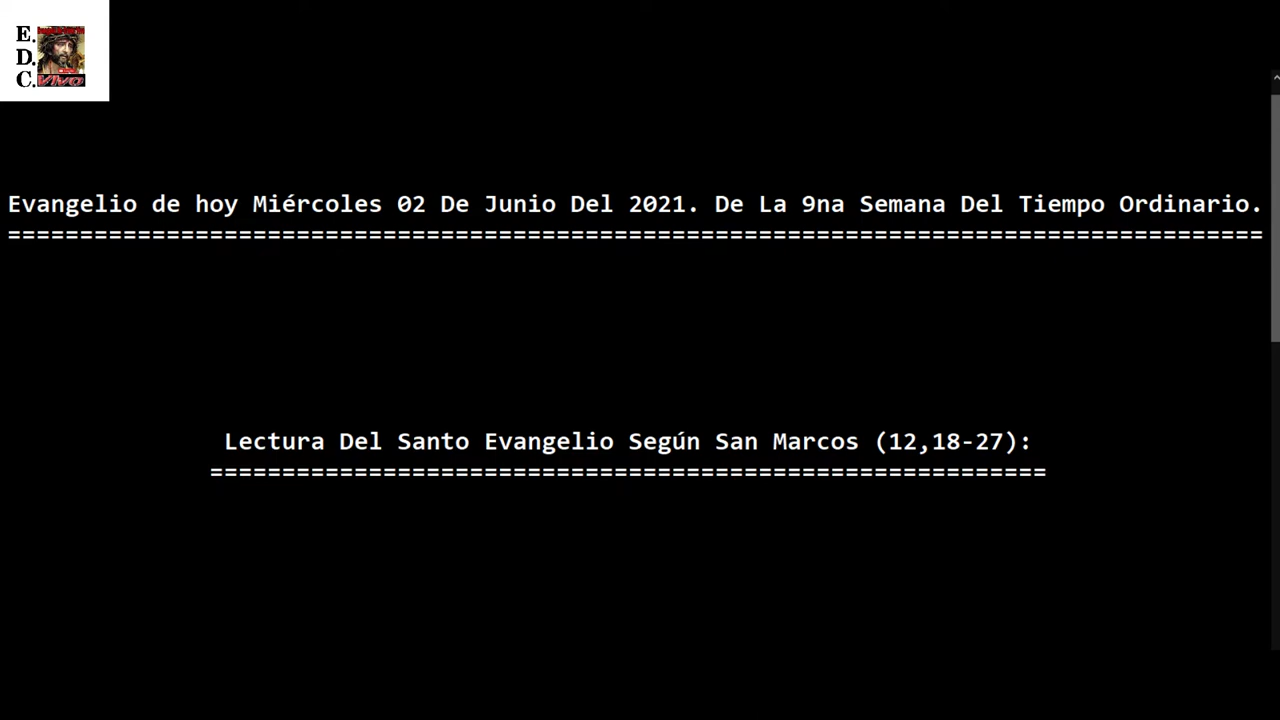 E.
D.
C. VIVO
Evangelio de hoy Miércoles 02 De Junio Del 2021. De La 9na Semana Del Tiempo Ordinario.
=======================================================================================
Lectura Del Santo Evangelio Según San Marcos (12,18-27):
==========================================================